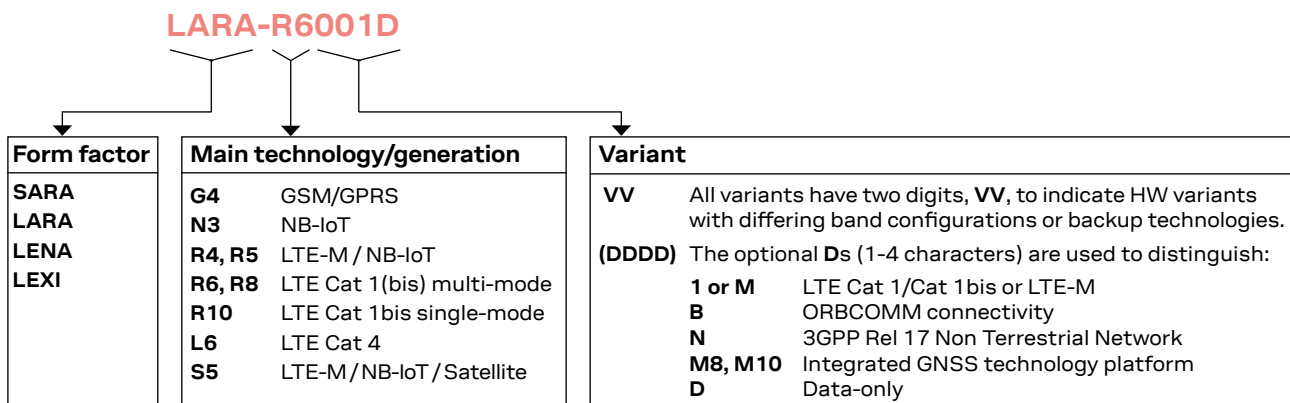 LARA-R6001D
Form factor
SARA
LARA
LENA
LEXI
Main technology/generation
G4 GSM/GPRS
N3 NB-IoT
R4, R5 LTE-M / NB-IoT
R6, R8 LTE Cat 1(bis) multi-mode
R10 LTE Cat 1bis single-mode
L6 LTE Cat 4
S5 LTE-M / NB-IoT / Satellite
Variant
VV All variants have two digits, VV, to indicate HW variants
with differing band configurations or backup technologies.
(DDDD) The optional Ds (1-4 characters) are used to distinguish:
1 or M LTE Cat 1/Cat 1bis or LTE-M
B ORBCOMM connectivity
N 3GPP Rel 17 Non Terrestrial Network
M8, M10 Integrated GNSS technology platform
D Data-only